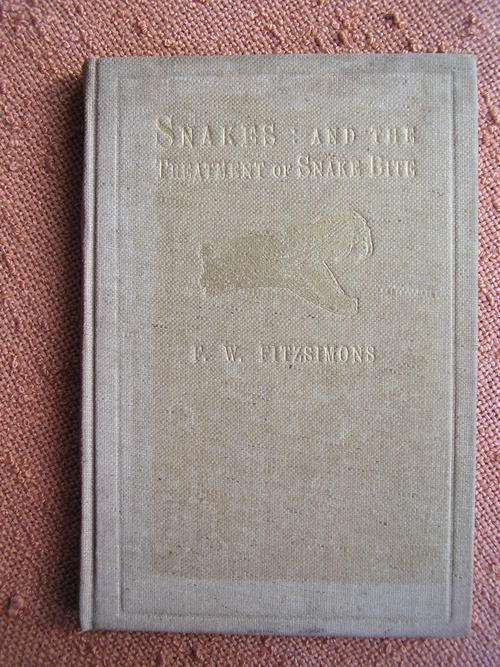 SNAKES : AND THE
TREATMENT OF SNAKE BITE
F. W. FITZSIMONS